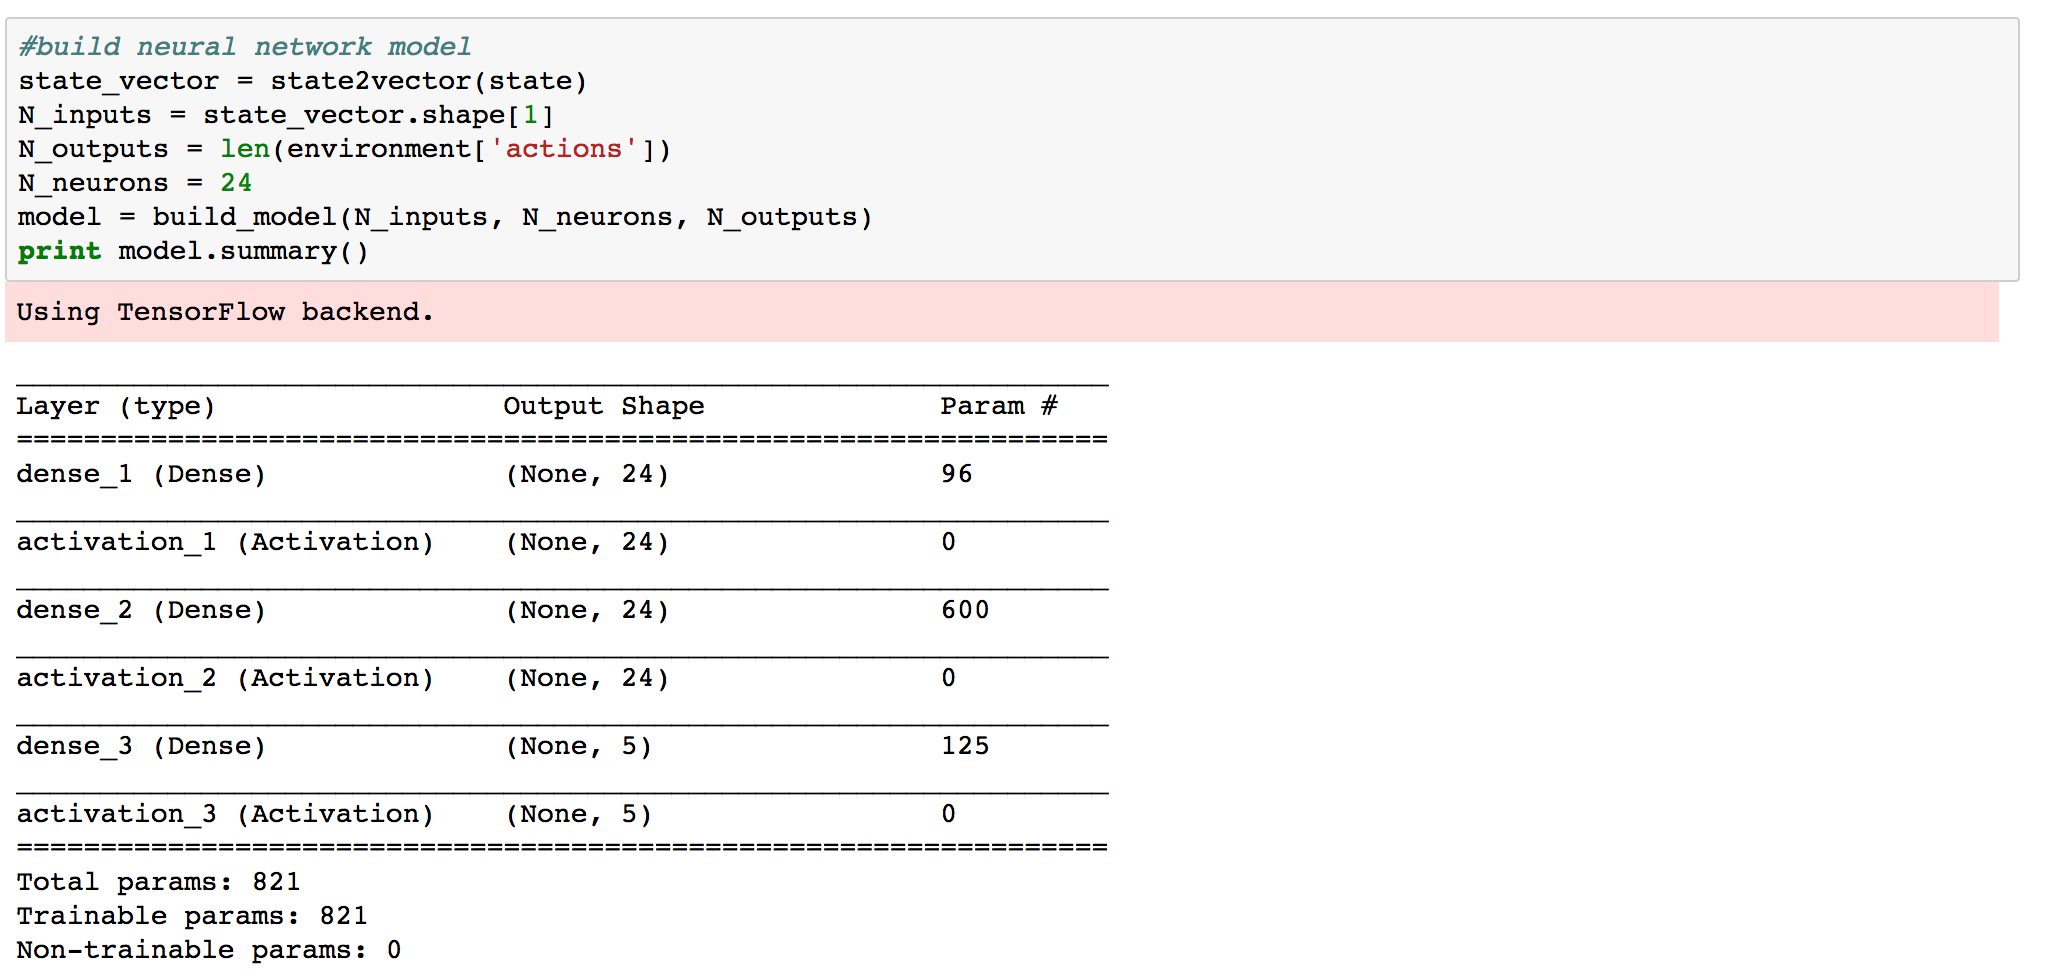 #build neural network model
state_vector = state2vector(state)
N_inputs = state_vector.shape[1]
N_outputs = len(environment['actions'])
N_neurons = 24
model = build_model(N_inputs, N_neurons, N_outputs)
print model.summary()
Using TensorFlow backend.
_________________________________________________________________
Layer (type)                 Output Shape              Param #
=================================================================
dense_1 (Dense)              (None, 24)                96
_________________________________________________________________
activation_1 (Activation)    (None, 24)                0
_________________________________________________________________
dense_2 (Dense)              (None, 24)                600
_________________________________________________________________
activation_2 (Activation)    (None, 24)                0
_________________________________________________________________
dense_3 (Dense)              (None, 5)                 125
_________________________________________________________________
activation_3 (Activation)    (None, 5)                 0
=================================================================
Total params: 821
Trainable params: 821
Non-trainable params: 0